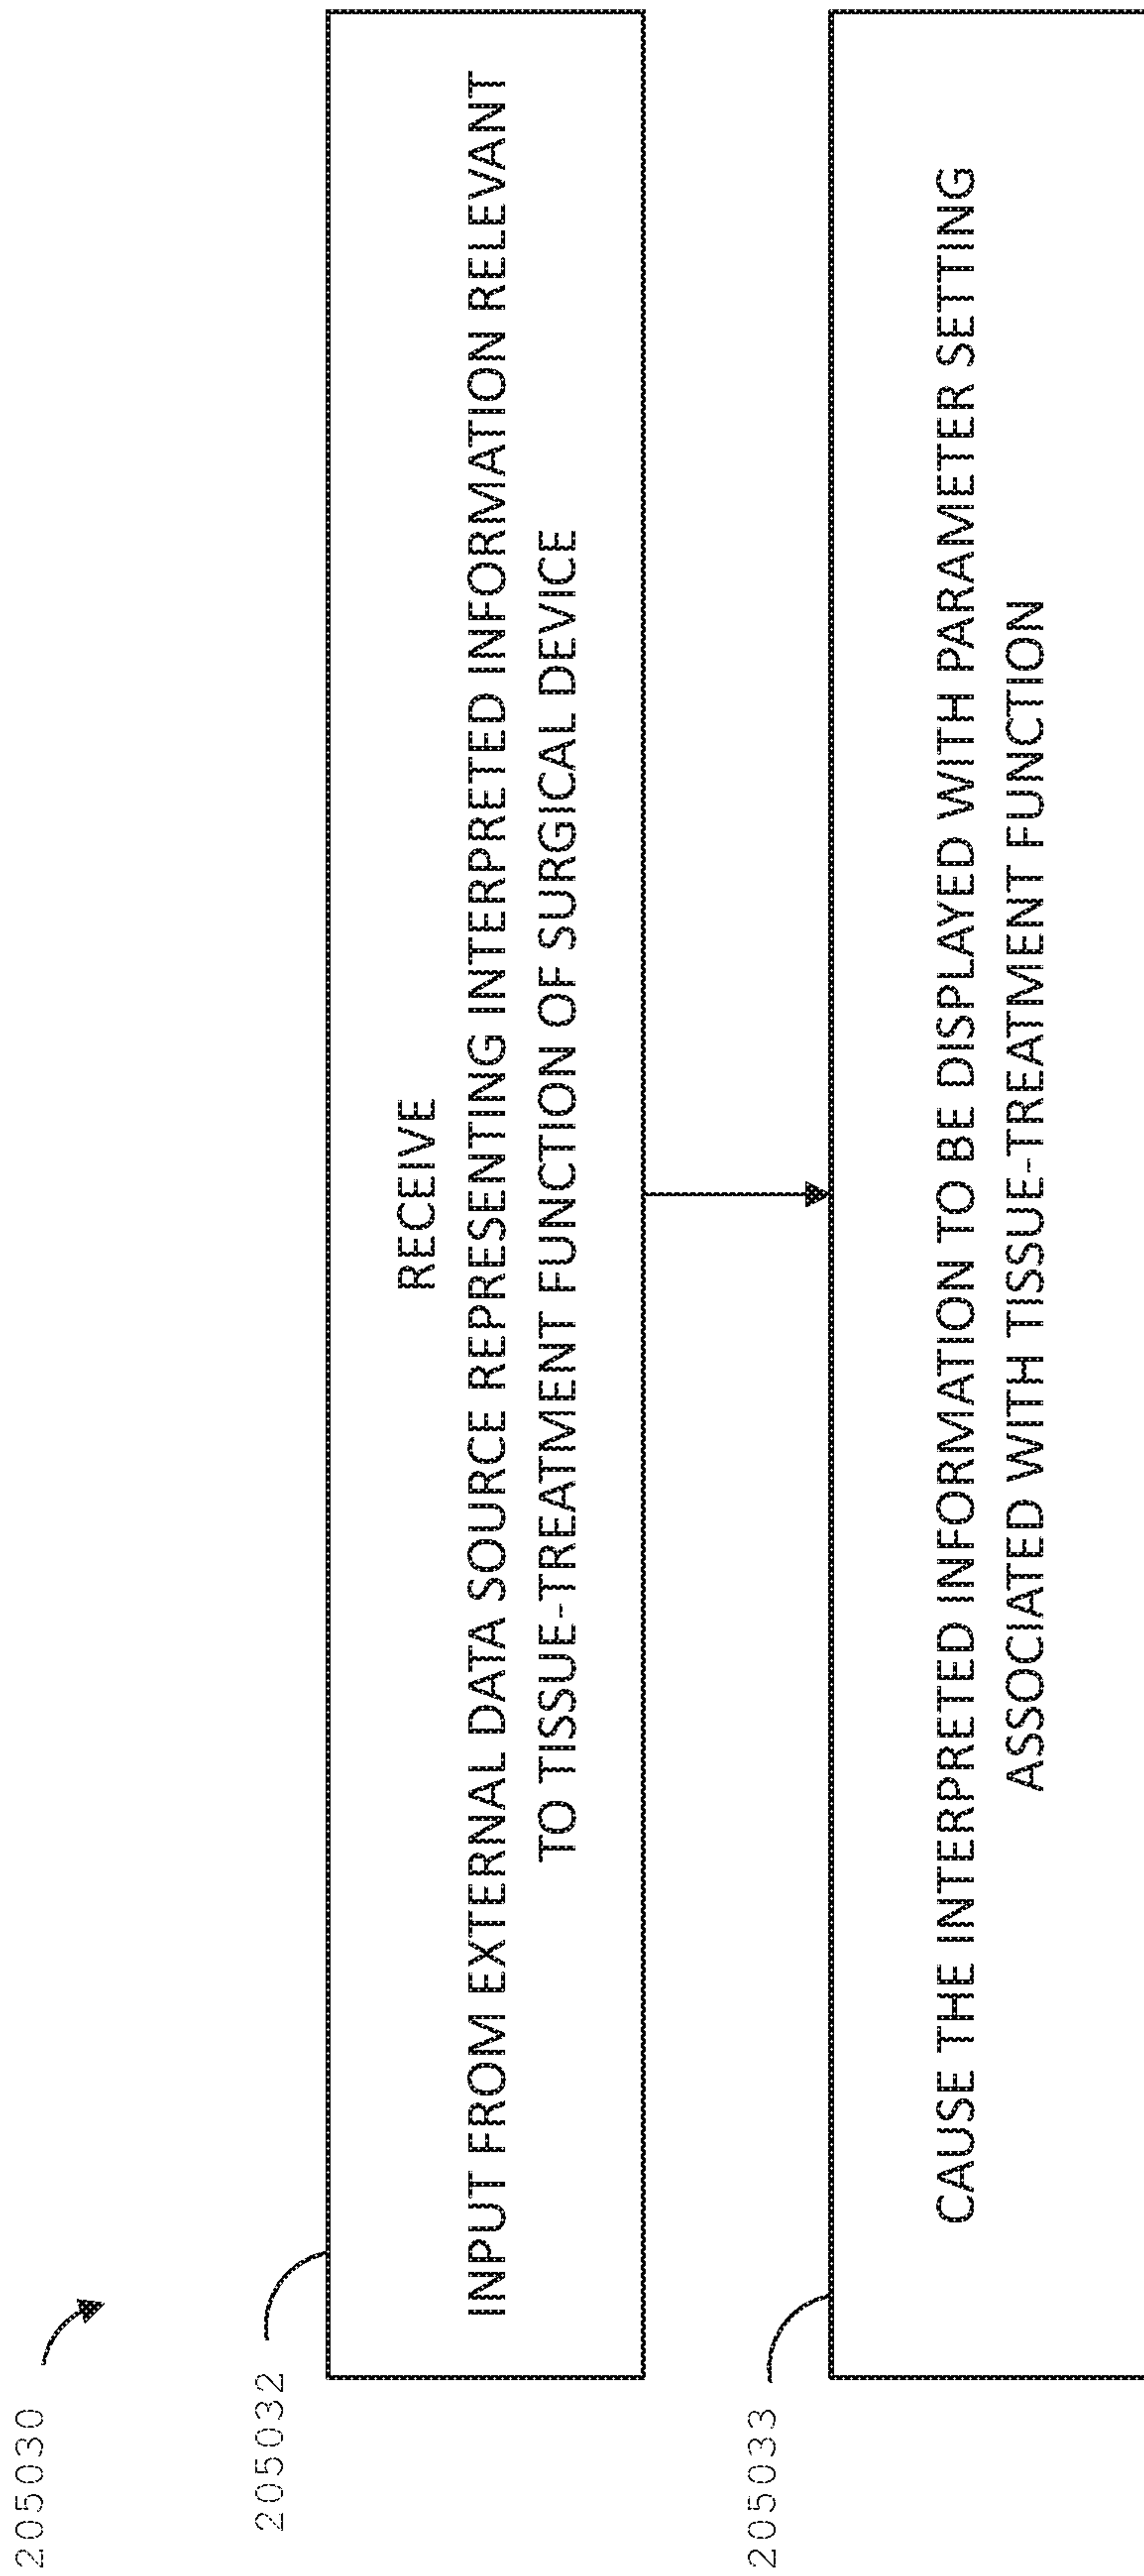 205030
205032
RECEIVE
INPUT FROM EXTERNAL DATA SOURCE REPRESENTING INTERPRETED INFORMATION RELEVANT
TO TISSUE-TREATMENT FUNCTION OF SURGICAL DEVICE
205033
CAUSE THE INTERPRETED INFORMATION TO BE DISPLAYED WITH PARAMETER SETTING
ASSOCIATED WITH TISSUE-TREATMENT FUNCTION